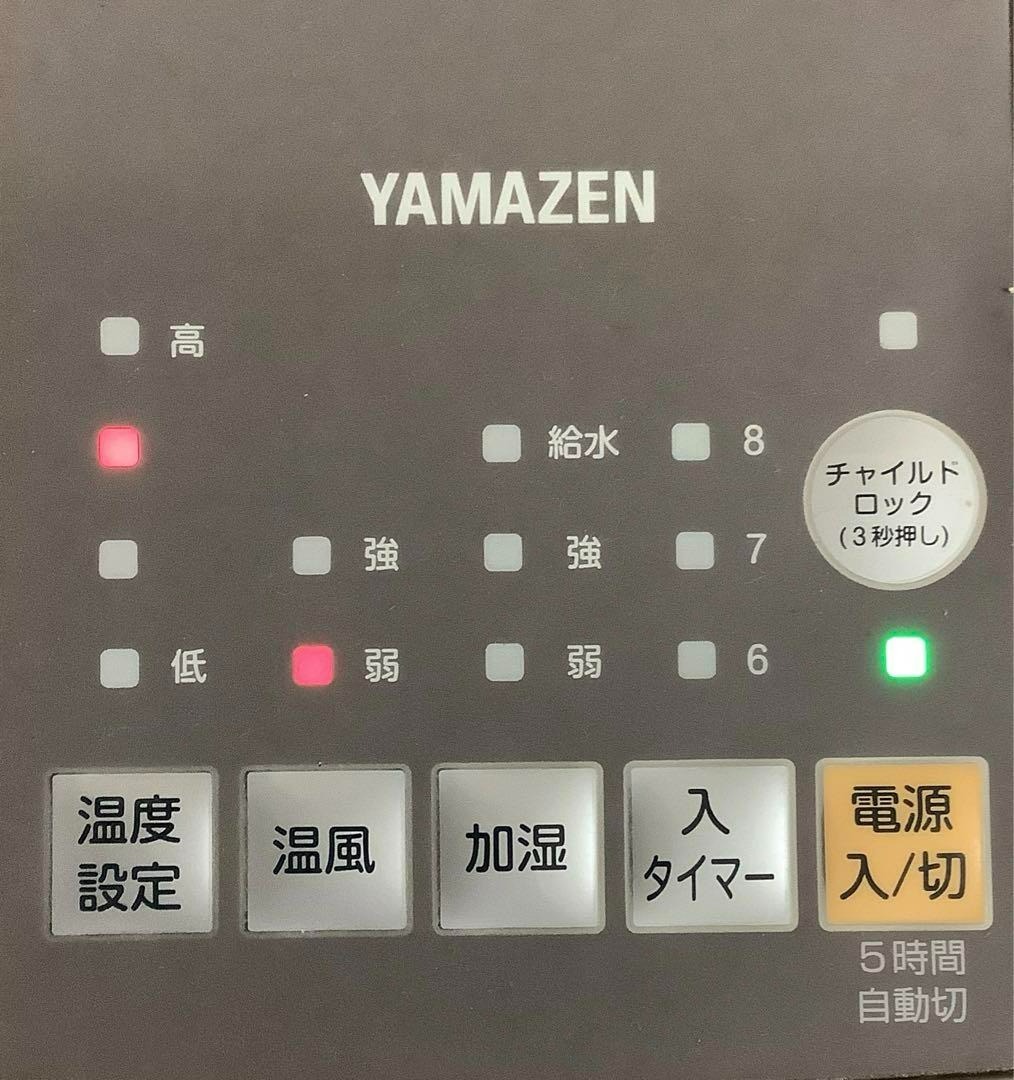 YAMAZEN
高
給水 8
チャイルド
ロック
(3秒押し)
強 強 7
低 弱 弱 6
温度
設定
温風
加湿
入
タイマー
電源
入/切
5時間
自動切